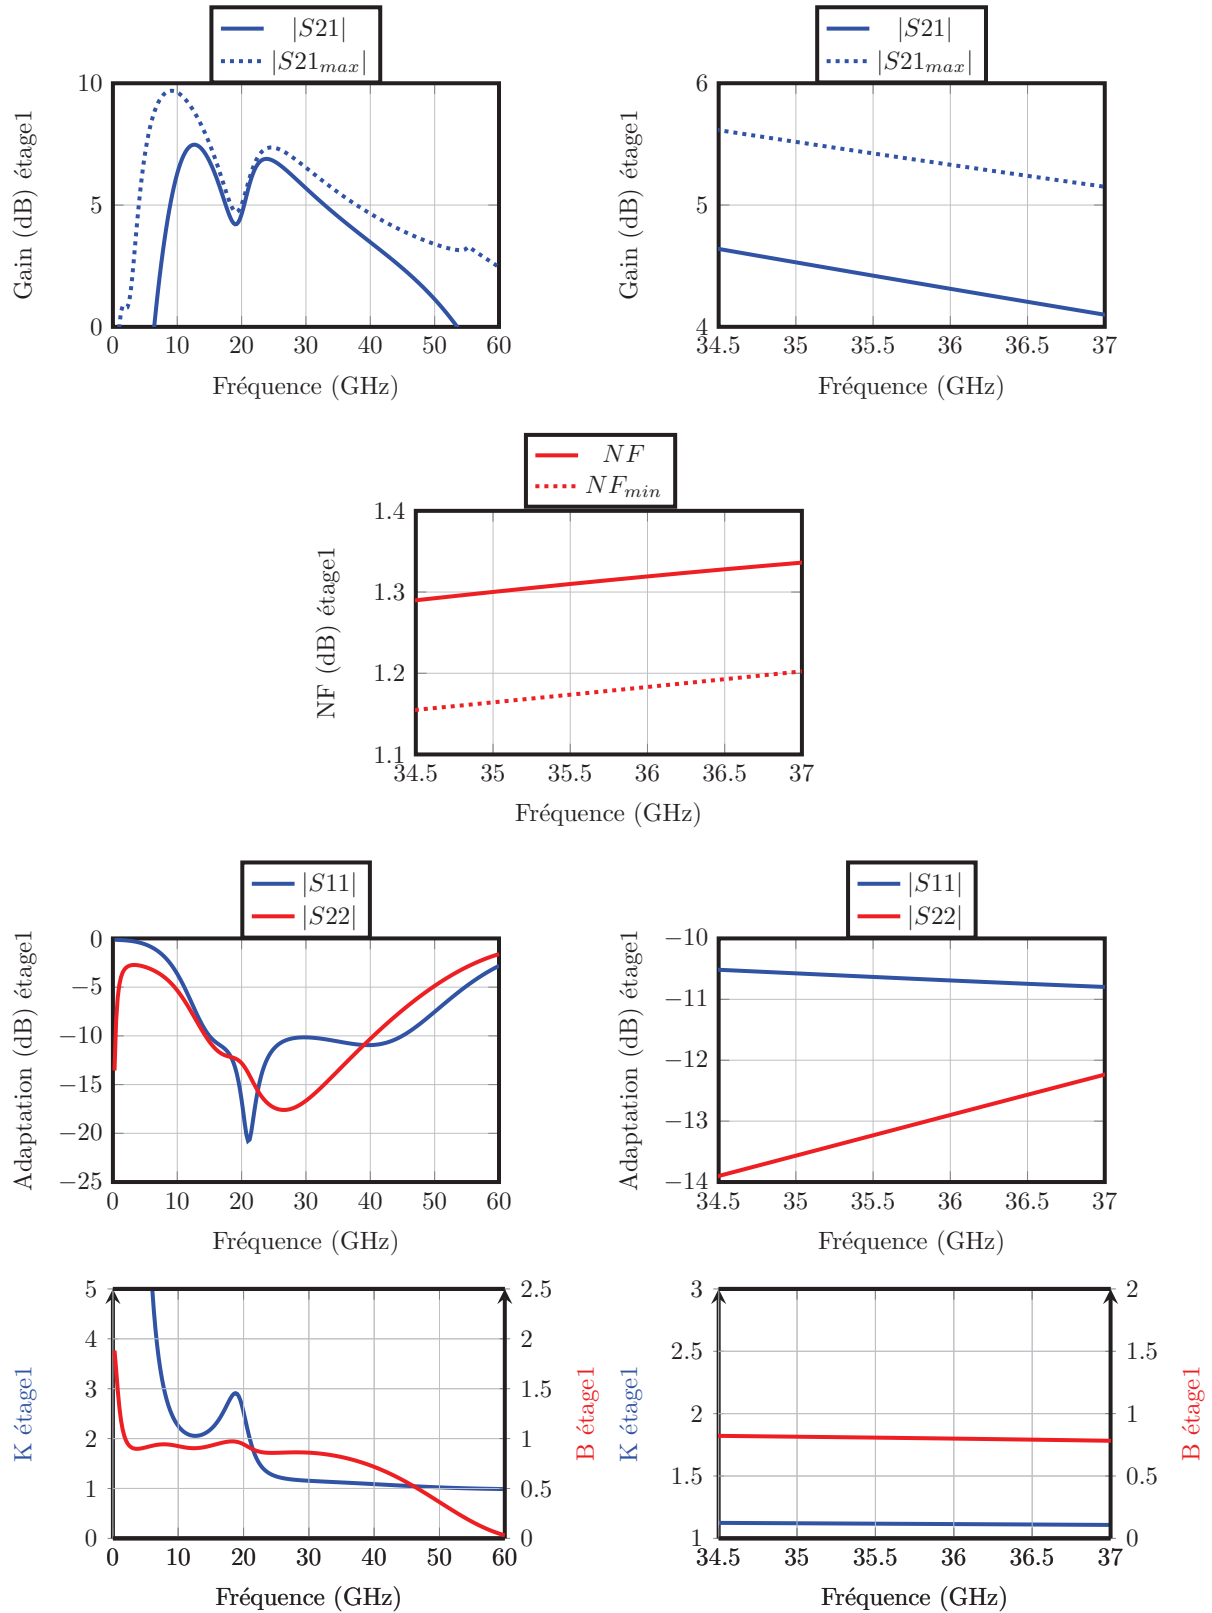 |S21|
|S21max|
10
5
0
0 10 20 30 40 50 60
Gain (dB) étage1
Fréquence (GHz)
|S21|
|S21max|
6
5
4
34.5 35 35.5 36 36.5 37
Gain (dB) étage1
Fréquence (GHz)
NF
NFmin
1.4
1.3
1.2
1.1
34.5 35 35.5 36 36.5 37
NF (dB) étage1
Fréquence (GHz)
|S11|
|S22|
0
−5
−10
−15
−20
−25
0 10 20 30 40 50 60
Adaptation (dB) étage1
Fréquence (GHz)
|S11|
|S22|
−10
−11
−12
−13
−14
34.5 35 35.5 36 36.5 37
Adaptation (dB) étage1
Fréquence (GHz)
5
4
3
2
1
0
2.5
2
1.5
1
0.5
0
0 10 20 30 40 50 60
K étage1
B étage1
Fréquence (GHz)
3
2.5
2
1.5
1
2
1.5
1
0.5
0
34.5 35 35.5 36 36.5 37
K étage1
B étage1
Fréquence (GHz)